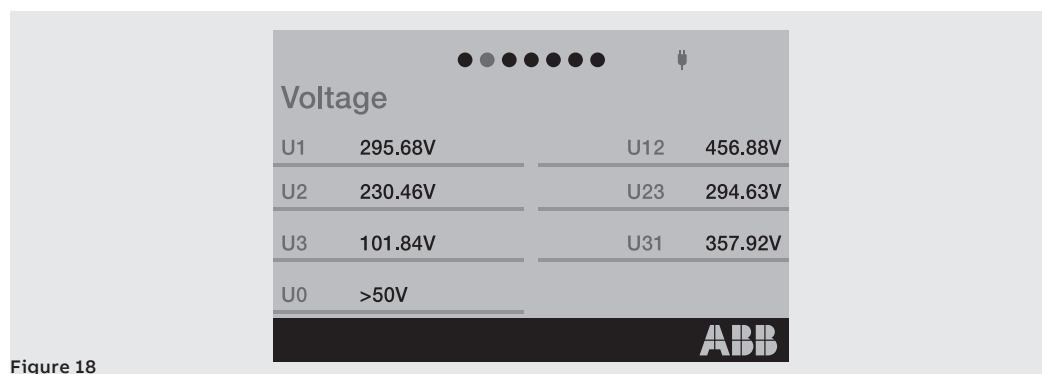 Voltage
U1 295.68V U12 456.88V
U2 230.46V U23 294.63V
U3 101.84V U31 357.92V
U0 >50V
ABB
Figure 18